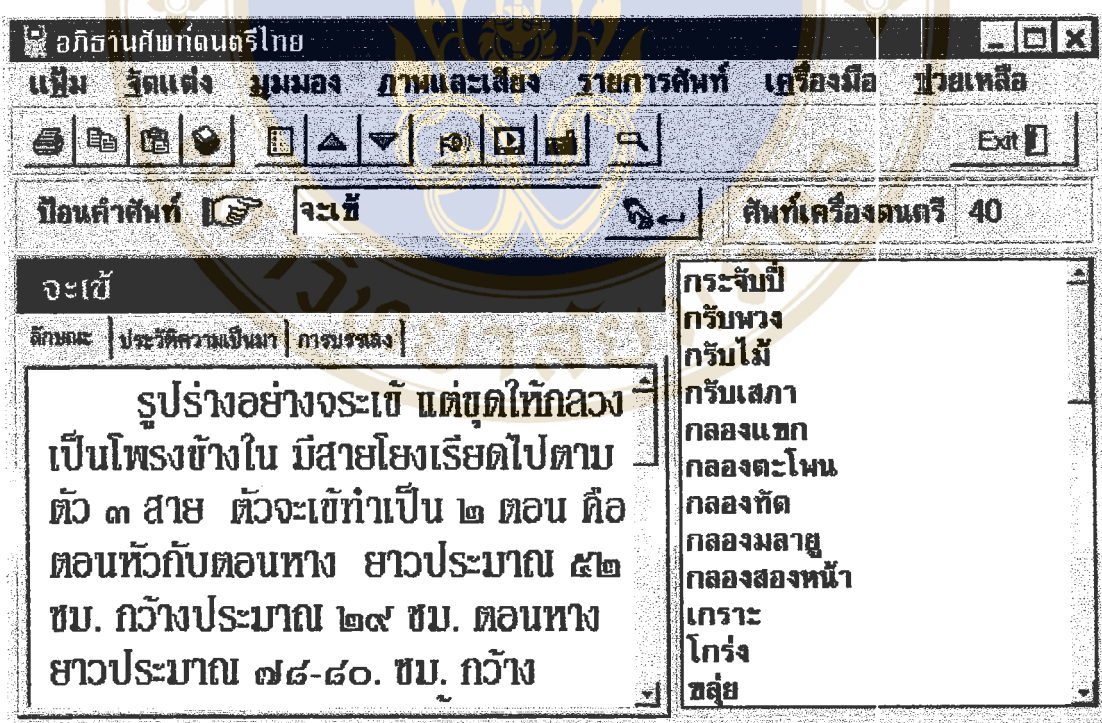 อภิธานศัพท์ดนตรีไทย
แฟ้ม จัดแต่ง มุมมอง ภาพและเสียง รายการศัพท์ เครื่องมือ ช่วยเหลือ
Exit
ป้อนคำศัพท์ จะเข้ ศัพท์เครื่องดนตรี 40
จะเข้
ลักษณะ ประวัติความเป็นมา การบรรเลง
รูปร่างอย่างจระเข้ แต่ขุดให้กลวง
เป็นโพรงข้างใน มีสายโยงเรียดไปตาม
ตัว ๓ สาย ตัวจะเข้ทำเป็น ๒ ตอน คือ
ตอนหัวกับตอนหาง ยาวประมาณ ๕๒
ซม. กว้างประมาณ ๒๙ ซม. ตอนหาง
ยาวประมาณ ๗๘-๘๐. ซม. กว้าง
กระจับปี่
กรับพวง
กรับไม้
กรับเสภา
กลองแขก
กลองตะโพน
กลองทัด
กลองมลายู
กลองสองหน้า
เกราะ
โกร่ง
ขลุ่ย